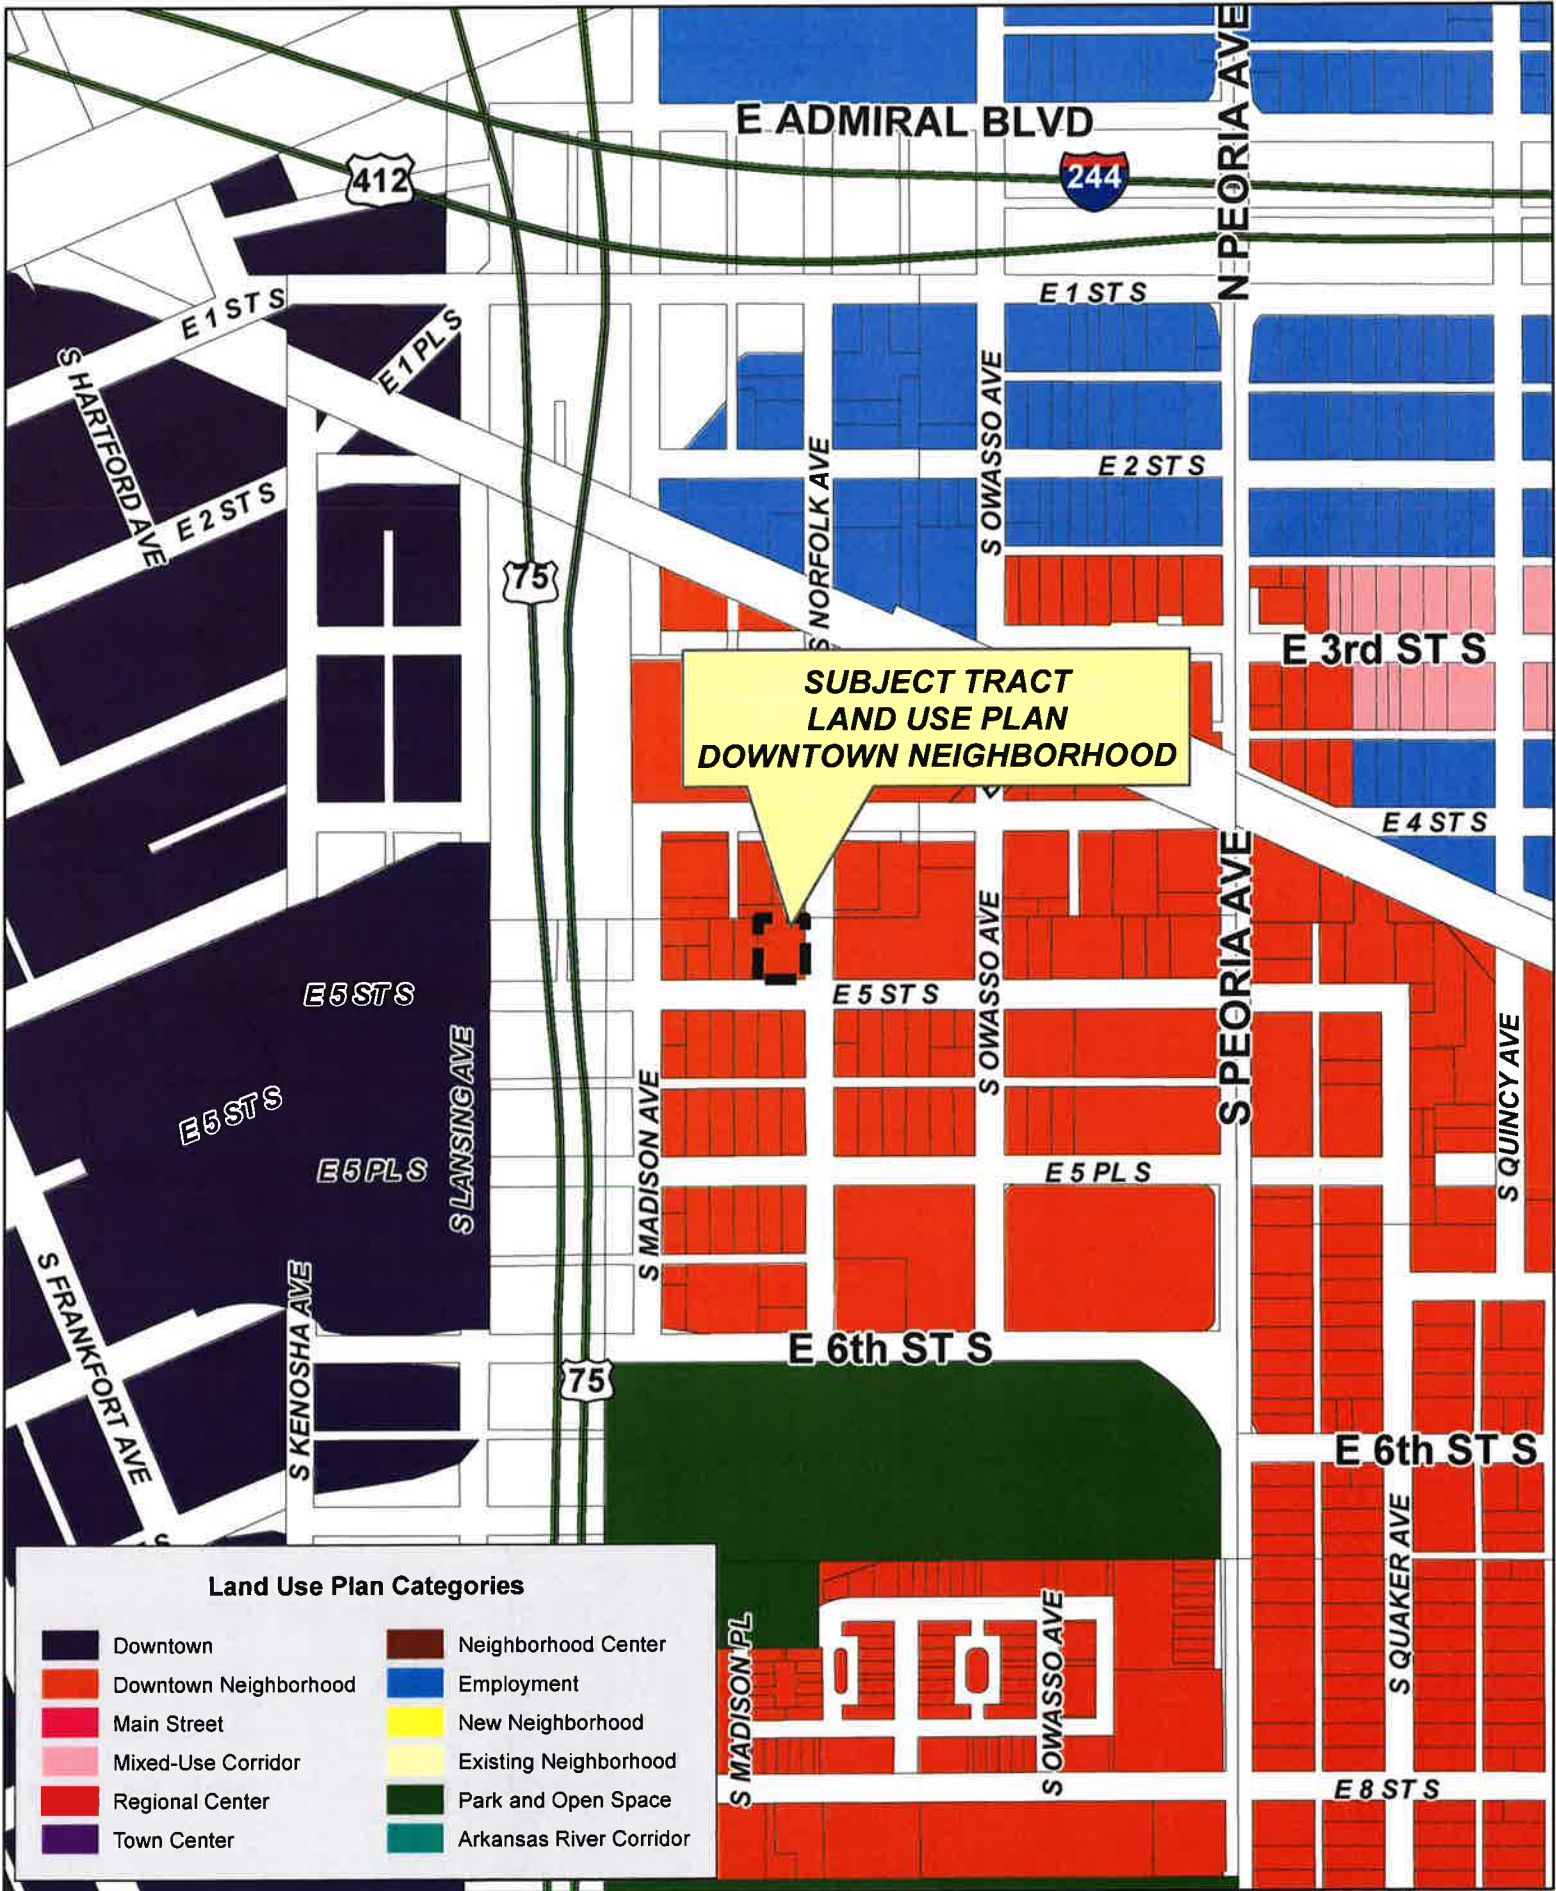 N PEORIA AVE
E ADMIRAL BLVD
412
244
E 1 ST S
E 1 ST S
E 1 PL S
S HARTFORD AVE
E 2 ST S
E 2 ST S
S OWASSO AVE
S NORFOLK AVE
75
E 3rd ST S
SUBJECT TRACT
LAND USE PLAN
DOWNTOWN NEIGHBORHOOD
E 4 ST S
S PEORIA AVE
S OWASSO AVE
E 5 ST S
E 5 ST S
E 5 ST S
S LANSING AVE
S MADISON AVE
S QUINCY AVE
E 5 PL S
E 5 PL S
S FRANKFORT AVE
S KENOSHA AVE
E 6th ST S
75
E 6th ST S
S QUAKER AVE
S
S MADISON PL
S OWASSO AVE
E 8 ST S
Land Use Plan Categories
Downtown
Downtown Neighborhood
Main Street
Mixed-Use Corridor
Regional Center
Town Center
Neighborhood Center
Employment
New Neighborhood
Existing Neighborhood
Park and Open Space
Arkansas River Corridor